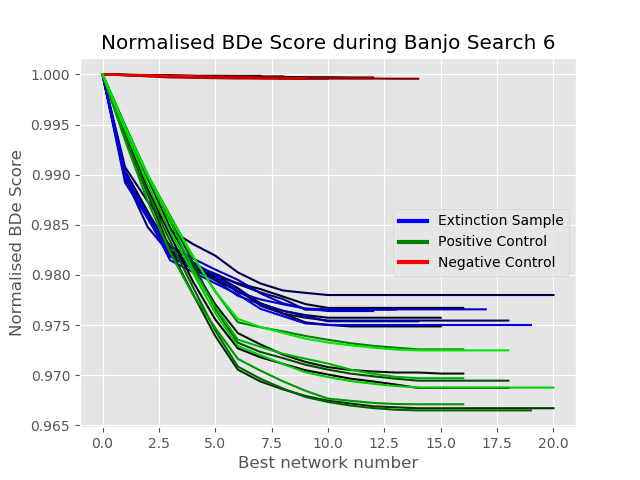 Normalised BDe Score during Banjo Search 6
1.000
0.995
0.990
0.985
0.980
0.975
0.970
0.965
Normalised BDe Score
Extinction Sample
Positive Control
Negative Control
0.0 2.5 5.0 7.5 10.0 12.5 15.0 17.5 20.0
Best network number